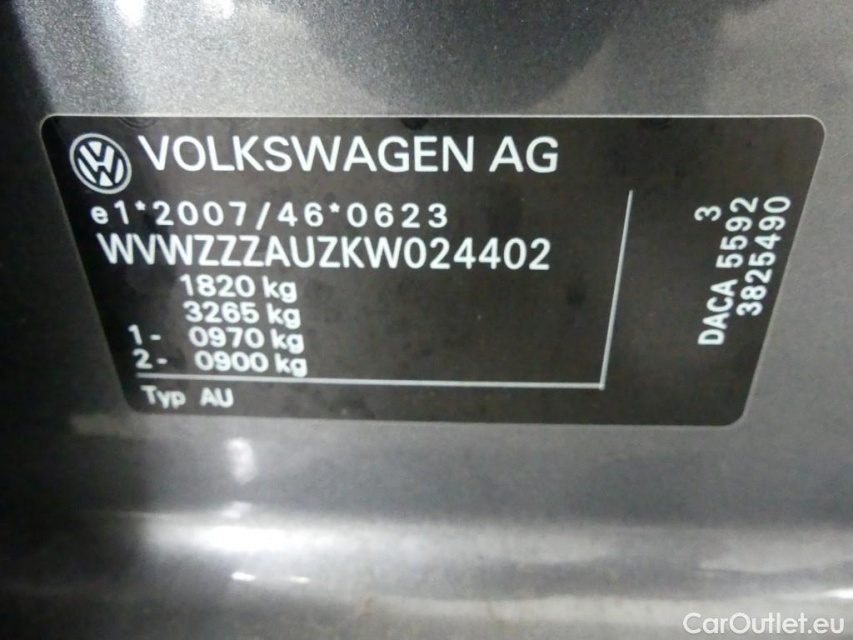 VOLKSWAGEN AG
e1*2007/46*0623
WVWZZZAUZKW024402
1820 kg
3265 kg
1- 0970 kg
2- 0900 kg
Typ AU
3
DACA 5592
3825490
CarOutlet.eu